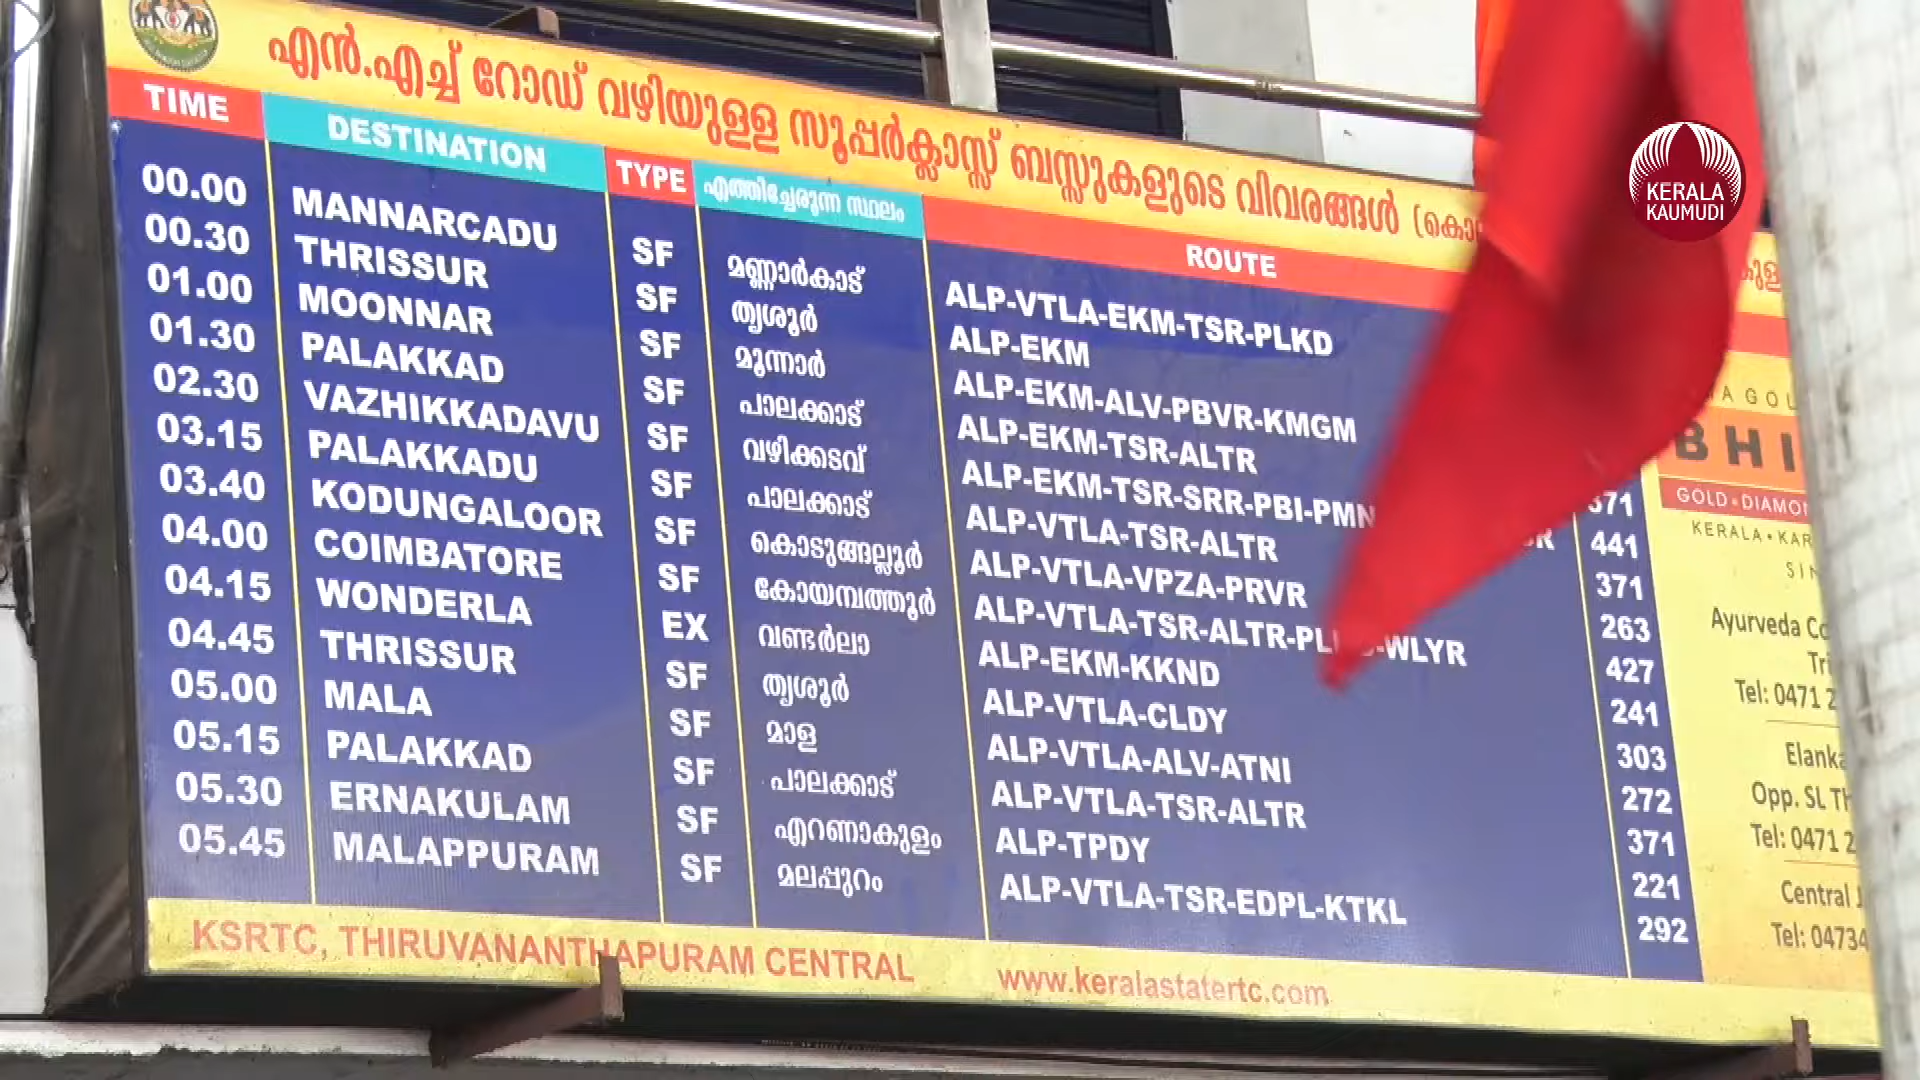 എൻ.എച്ച് റോഡ് വഴിയുള്ള സൂപ്പർക്ലാസ്സ് ബസ്സുകളുടെ വിവരങ്ങൾ
TIME DESTINATION TYPE എത്തിച്ചേരുന്ന സ്ഥലം ROUTE
00.00 MANNARCADU SF മണ്ണാർകാട് ALP-VTLA-EKM-TSR-PLKD
00.30 THRISSUR SF തൃശൂർ ALP-EKM
01.00 MOONNAR SF മൂന്നാർ ALP-EKM-ALV-PBVR-KMGM
01.30 PALAKKAD SF പാലക്കാട് ALP-EKM-TSR-ALTR 371
02.30 VAZHIKKADAVU SF വഴിക്കടവ് ALP-EKM-TSR-SRR-PBI-PMN 441
03.15 PALAKKADU SF പാലക്കാട് ALP-VTLA-TSR-ALTR 371
03.40 KODUNGALOOR SF കൊടുങ്ങല്ലൂർ ALP-VTLA-VPZA-PRVR 263
04.00 COIMBATORE SF കോയമ്പത്തൂർ ALP-VTLA-TSR-ALTR-PL WLYR 427
04.15 WONDERLA EX വണ്ടർലാ ALP-EKM-KKND 241
04.45 THRISSUR SF തൃശൂർ ALP-VTLA-CLDY 303
05.00 MALA SF മാള ALP-VTLA-ALV-ATNI 272
05.15 PALAKKAD SF പാലക്കാട് ALP-VTLA-TSR-ALTR 371
05.30 ERNAKULAM SF എറണാകുളം ALP-TPDY 221
05.45 MALAPPURAM SF മലപ്പുറം ALP-VTLA-TSR-EDPL-KTKL 292
KSRTC, THIRUVANANTHAPURAM CENTRAL www.keralastatertc.com
KERALA
KAUMUDI
BHI
GOLD•DIAMO
KERALA•KAR
Ayurveda Co
Tel: 0471 2
Opp. SL Th
Tel: 0471 2
Central J
Tel: 04734